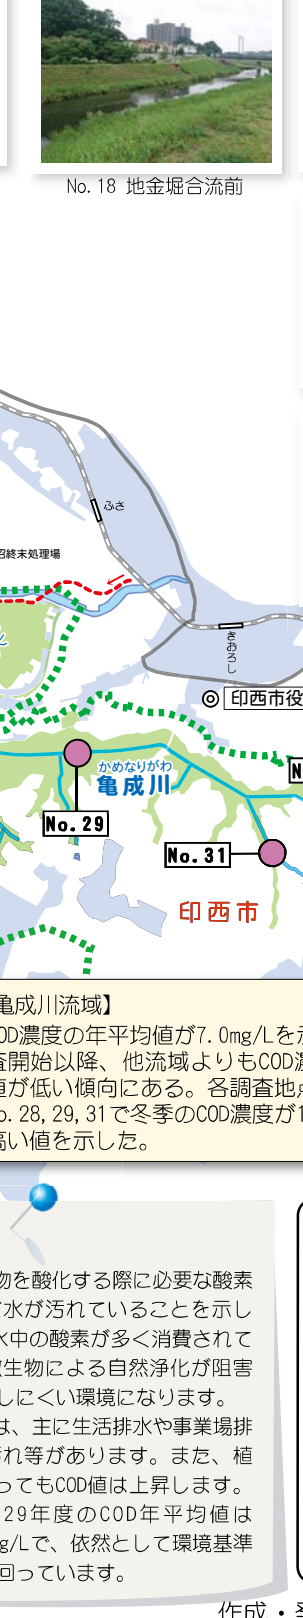 No.18 地金堀合流前
ふさ
沼終末処理場
きおろし
印西市役
かめなりがわ
亀成川
No.29
No.31
印西市
亀成川流域】
OD濃度の年平均値が7.0mg/Lを
査開始以降、他流域よりもCOD
値が低い傾向にある。各調査地点
o.28,29,31で冬季のCOD濃度が1
高い値を示した。
物を酸化する際に必要な酸素
水が汚れていることを示し
水中の酸素が多く消費されて
生物による自然浄化が阻害
しにくい環境になります。
は、主に生活排水や事業場排
れ等があります。また、植
ってもCOD値は上昇します。
29年度のCOD年平均値は
mg/Lで、依然として環境基準
回っています。
作成・